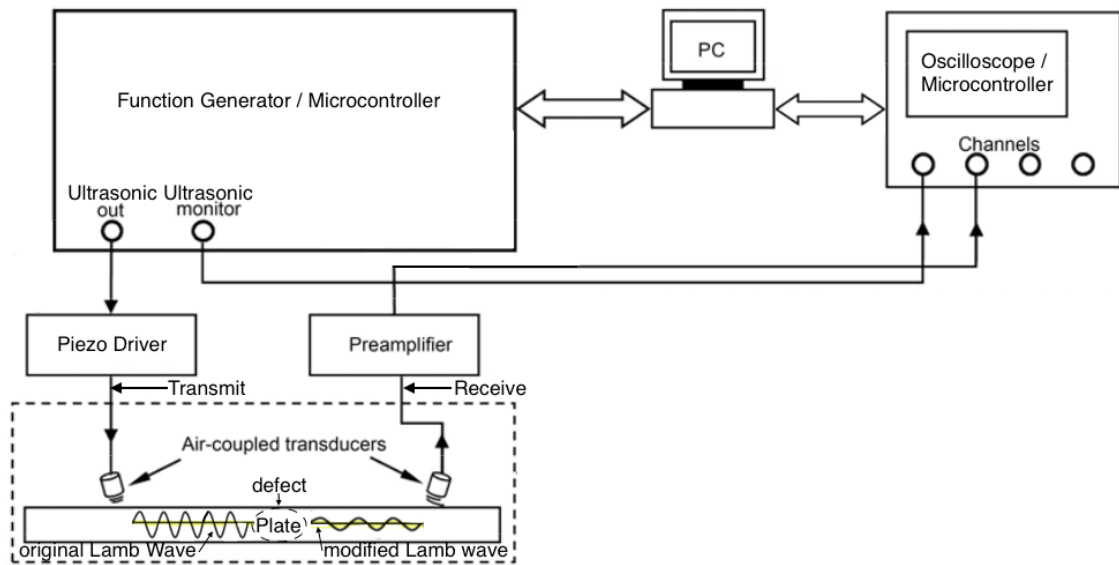 Function Generator / Microcontroller
PC
Oscilloscope /
Microcontroller
Channels
Ultrasonic
out
Ultrasonic
monitor
Piezo Driver
Preamplifier
Transmit
Receive
Air-coupled transducers
defect
Plate
original Lamb Wave
modified Lamb wave